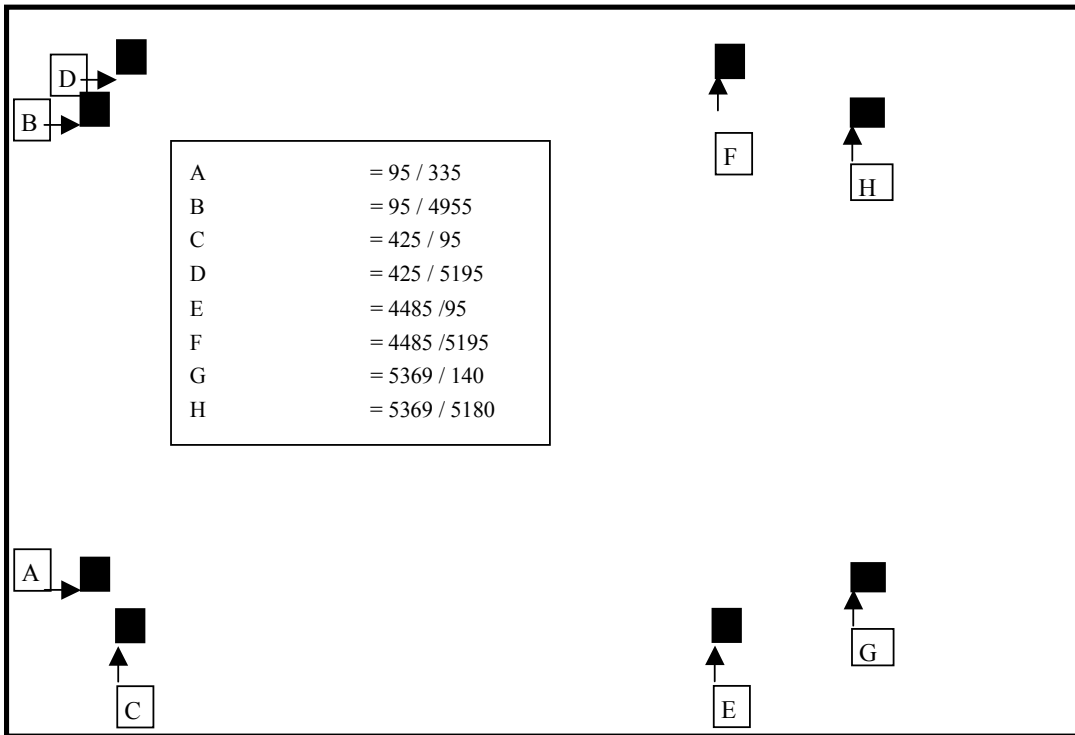 D
B
F
H
A = 95 / 335
B = 95 / 4955
C = 425 / 95
D = 425 / 5195
E = 4485 /95
F = 4485 /5195
G = 5369 / 140
H = 5369 / 5180
A
G
C
E